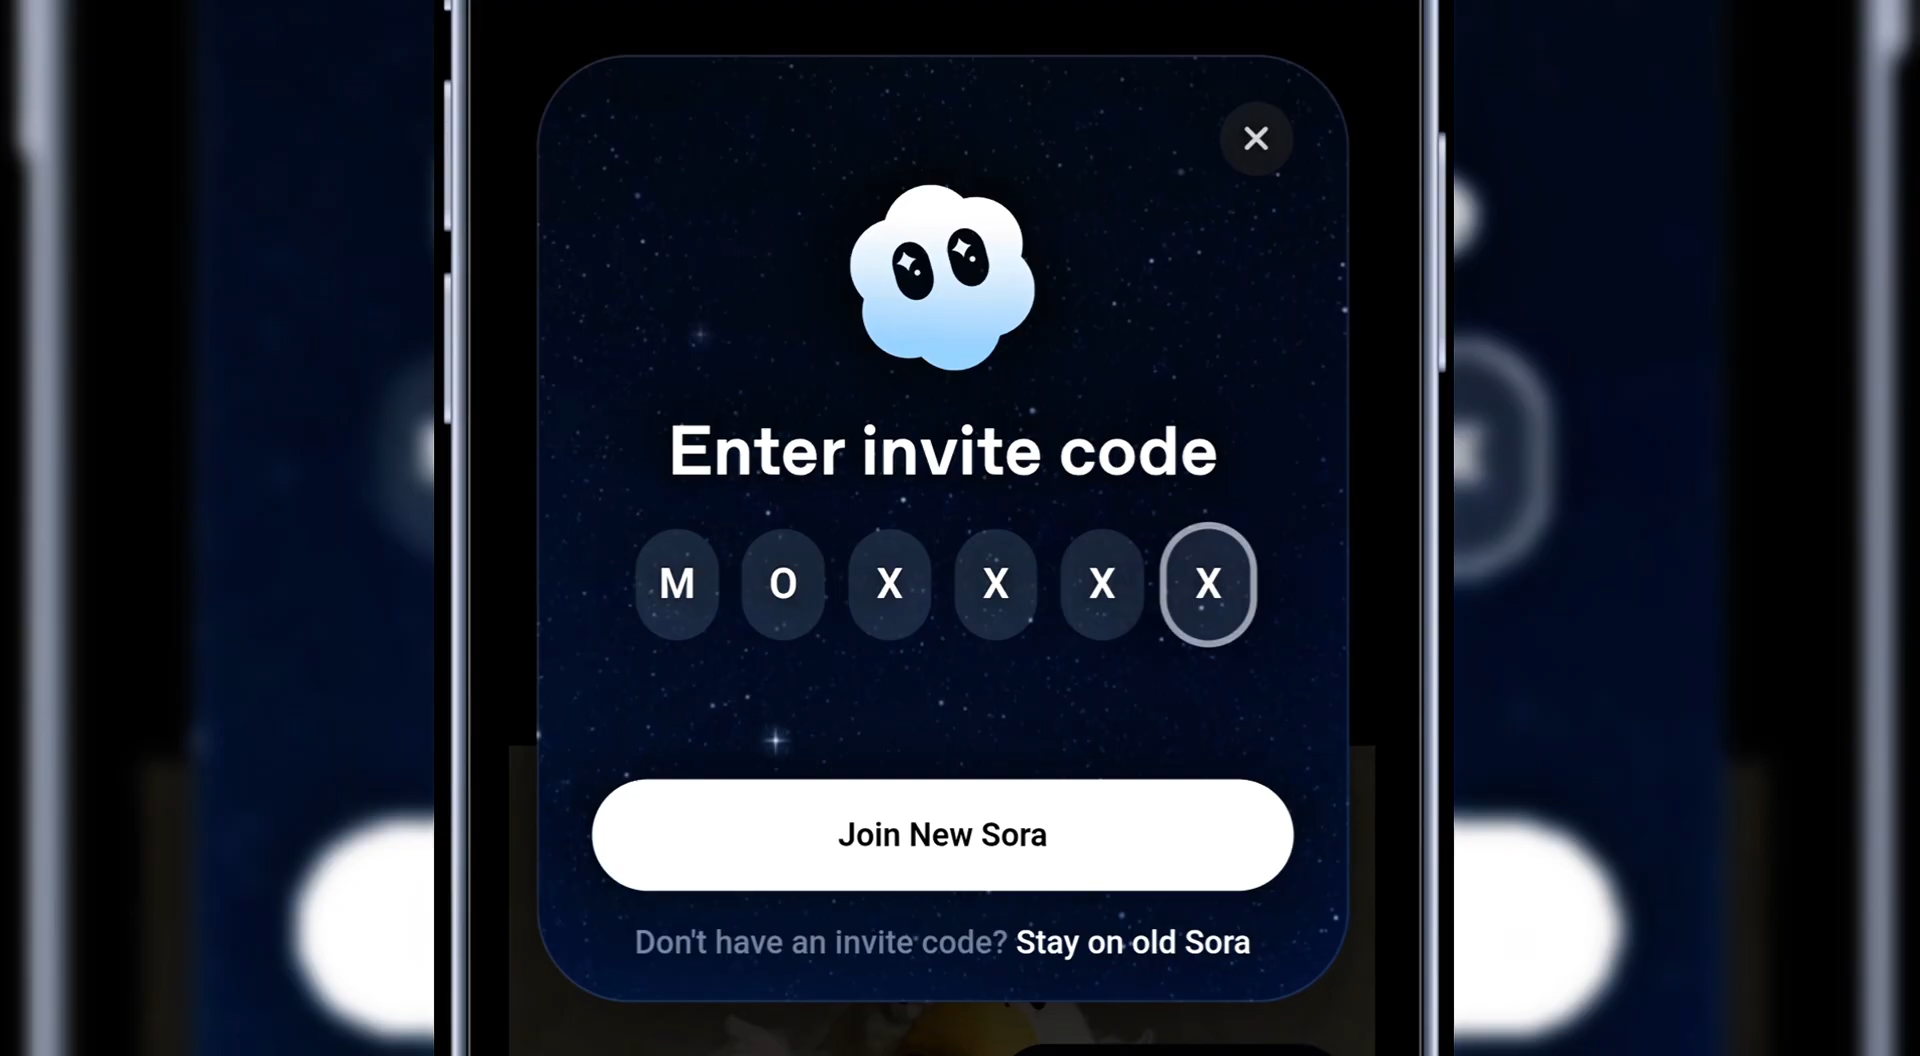 Enter invite code
M O X X X X
Join New Sora
Don't have an invite code? Stay on old Sora